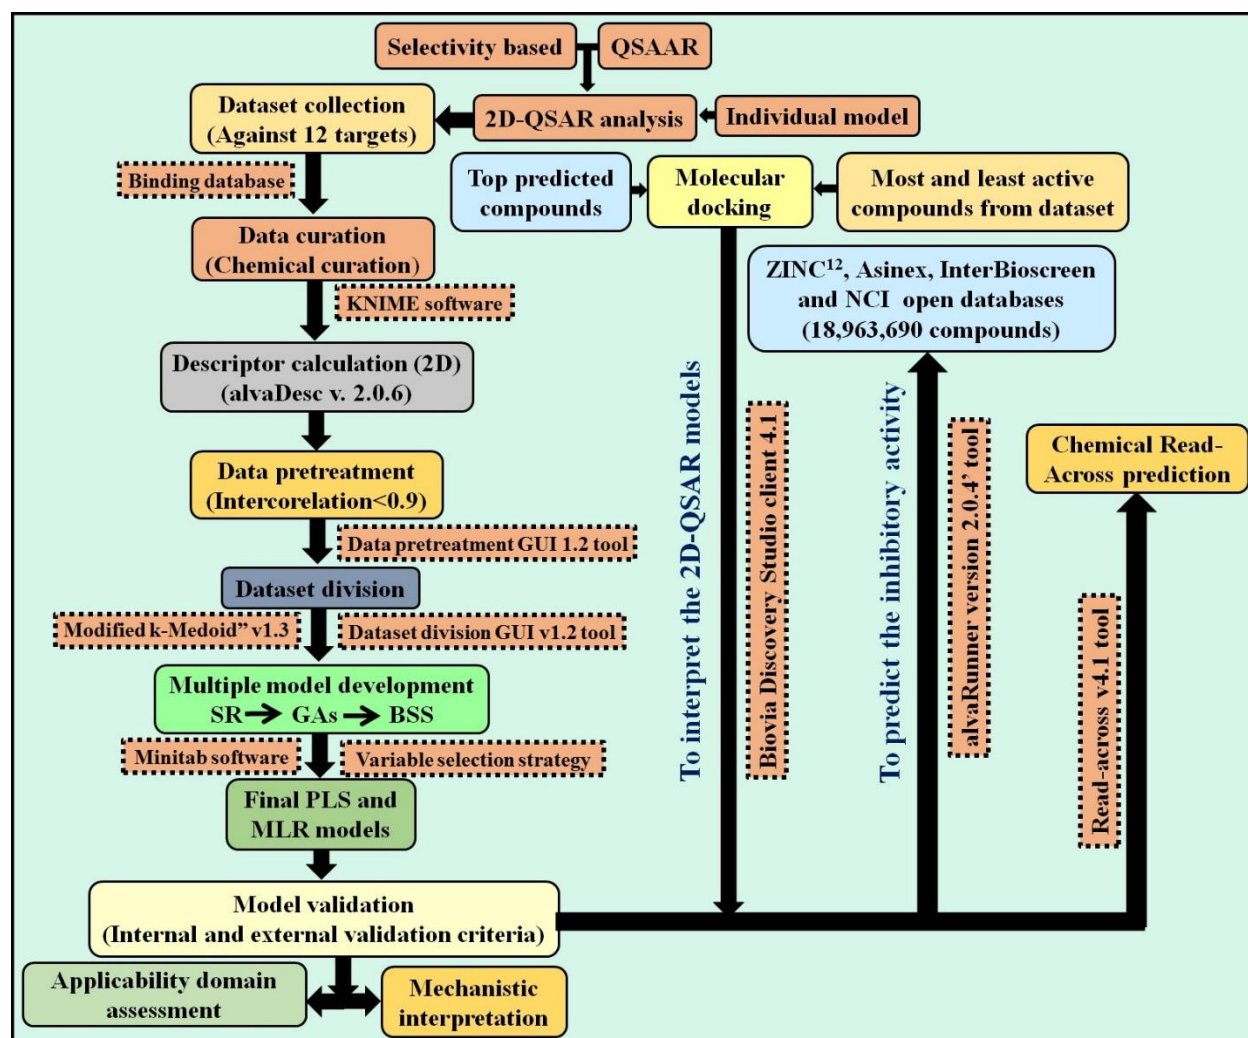 Selectivity based
QSAAR
Dataset collection
(Against 12 targets)
2D-QSAR analysis
Individual model
Binding database
Top predicted
compounds
Molecular
docking
Most and least active
compounds from dataset
Data curation
(Chemical curation)
KNIME software
ZINC¹², Asinex, InterBioscreen
and NCI open databases
(18,963,690 compounds)
Descriptor calculation (2D)
(alvaDesc v. 2.0.6)
Data pretreatment
(Intercorelation<0.9)
Data pretreatment GUI 1.2 tool
Dataset division
Modified k-Medoid” v1.3
Dataset division GUI v1.2 tool
Multiple model development
SR → GAs → BSS
Minitab software
Variable selection strategy
Final PLS and
MLR models
Model validation
(Internal and external validation criteria)
Applicability domain
assessment
Mechanistic
interpretation
To interpret the 2D-QSAR models
Biovia Discovery Studio client 4.1
To predict the inhibitory activity
alvaRunner version 2.0.4’ tool
Chemical Read-
Across prediction
Read-across v4.1 tool